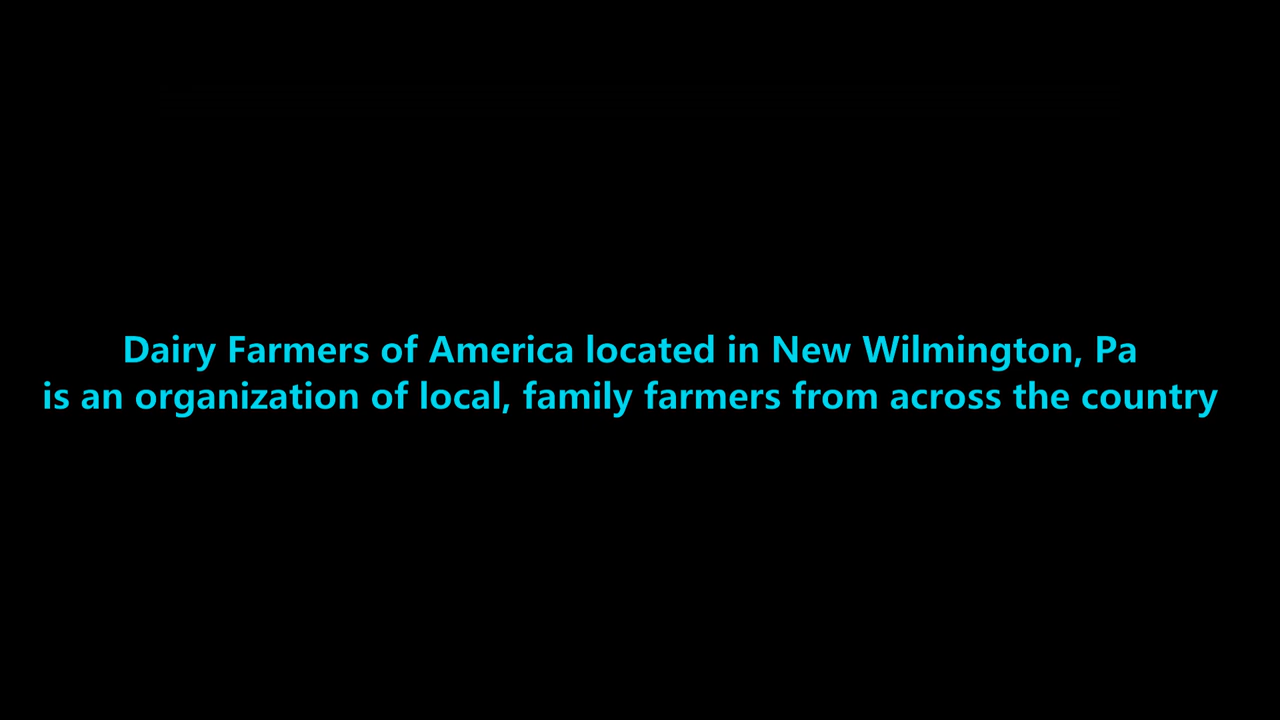 Dairy Farmers of America located in New Wilmington, Pa
is an organization of local, family farmers from across the country